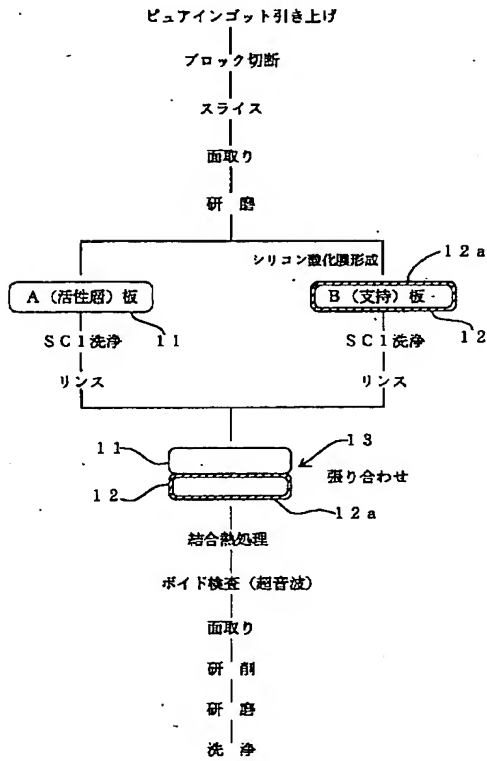 ピュアインゴット引き上げ
ブロック切断
スライス
面取り
研 磨
シリコン酸化膜形成
12a
A（活性層）板
B（支持）板
11
12
SC1洗浄
SC1洗浄
リンス
リンス
11
13
張り合わせ
12
12a
結合熱処理
ボイド検査（超音波）
面取り
研 削
研 磨
洗 浄